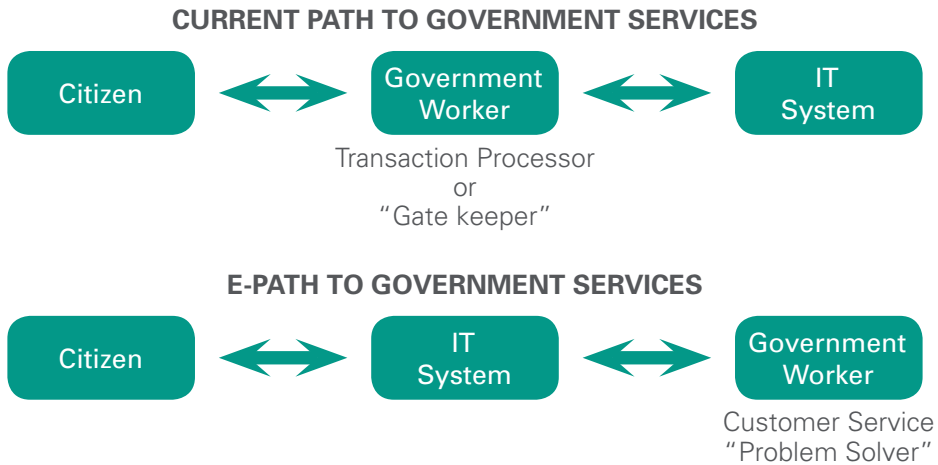 CURRENT PATH TO GOVERNMENT SERVICES
Citizen
Government
Worker
IT
System
Transaction Processor
or
“Gate keeper”
E-PATH TO GOVERNMENT SERVICES
Citizen
IT
System
Government
Worker
Customer Service
“Problem Solver”